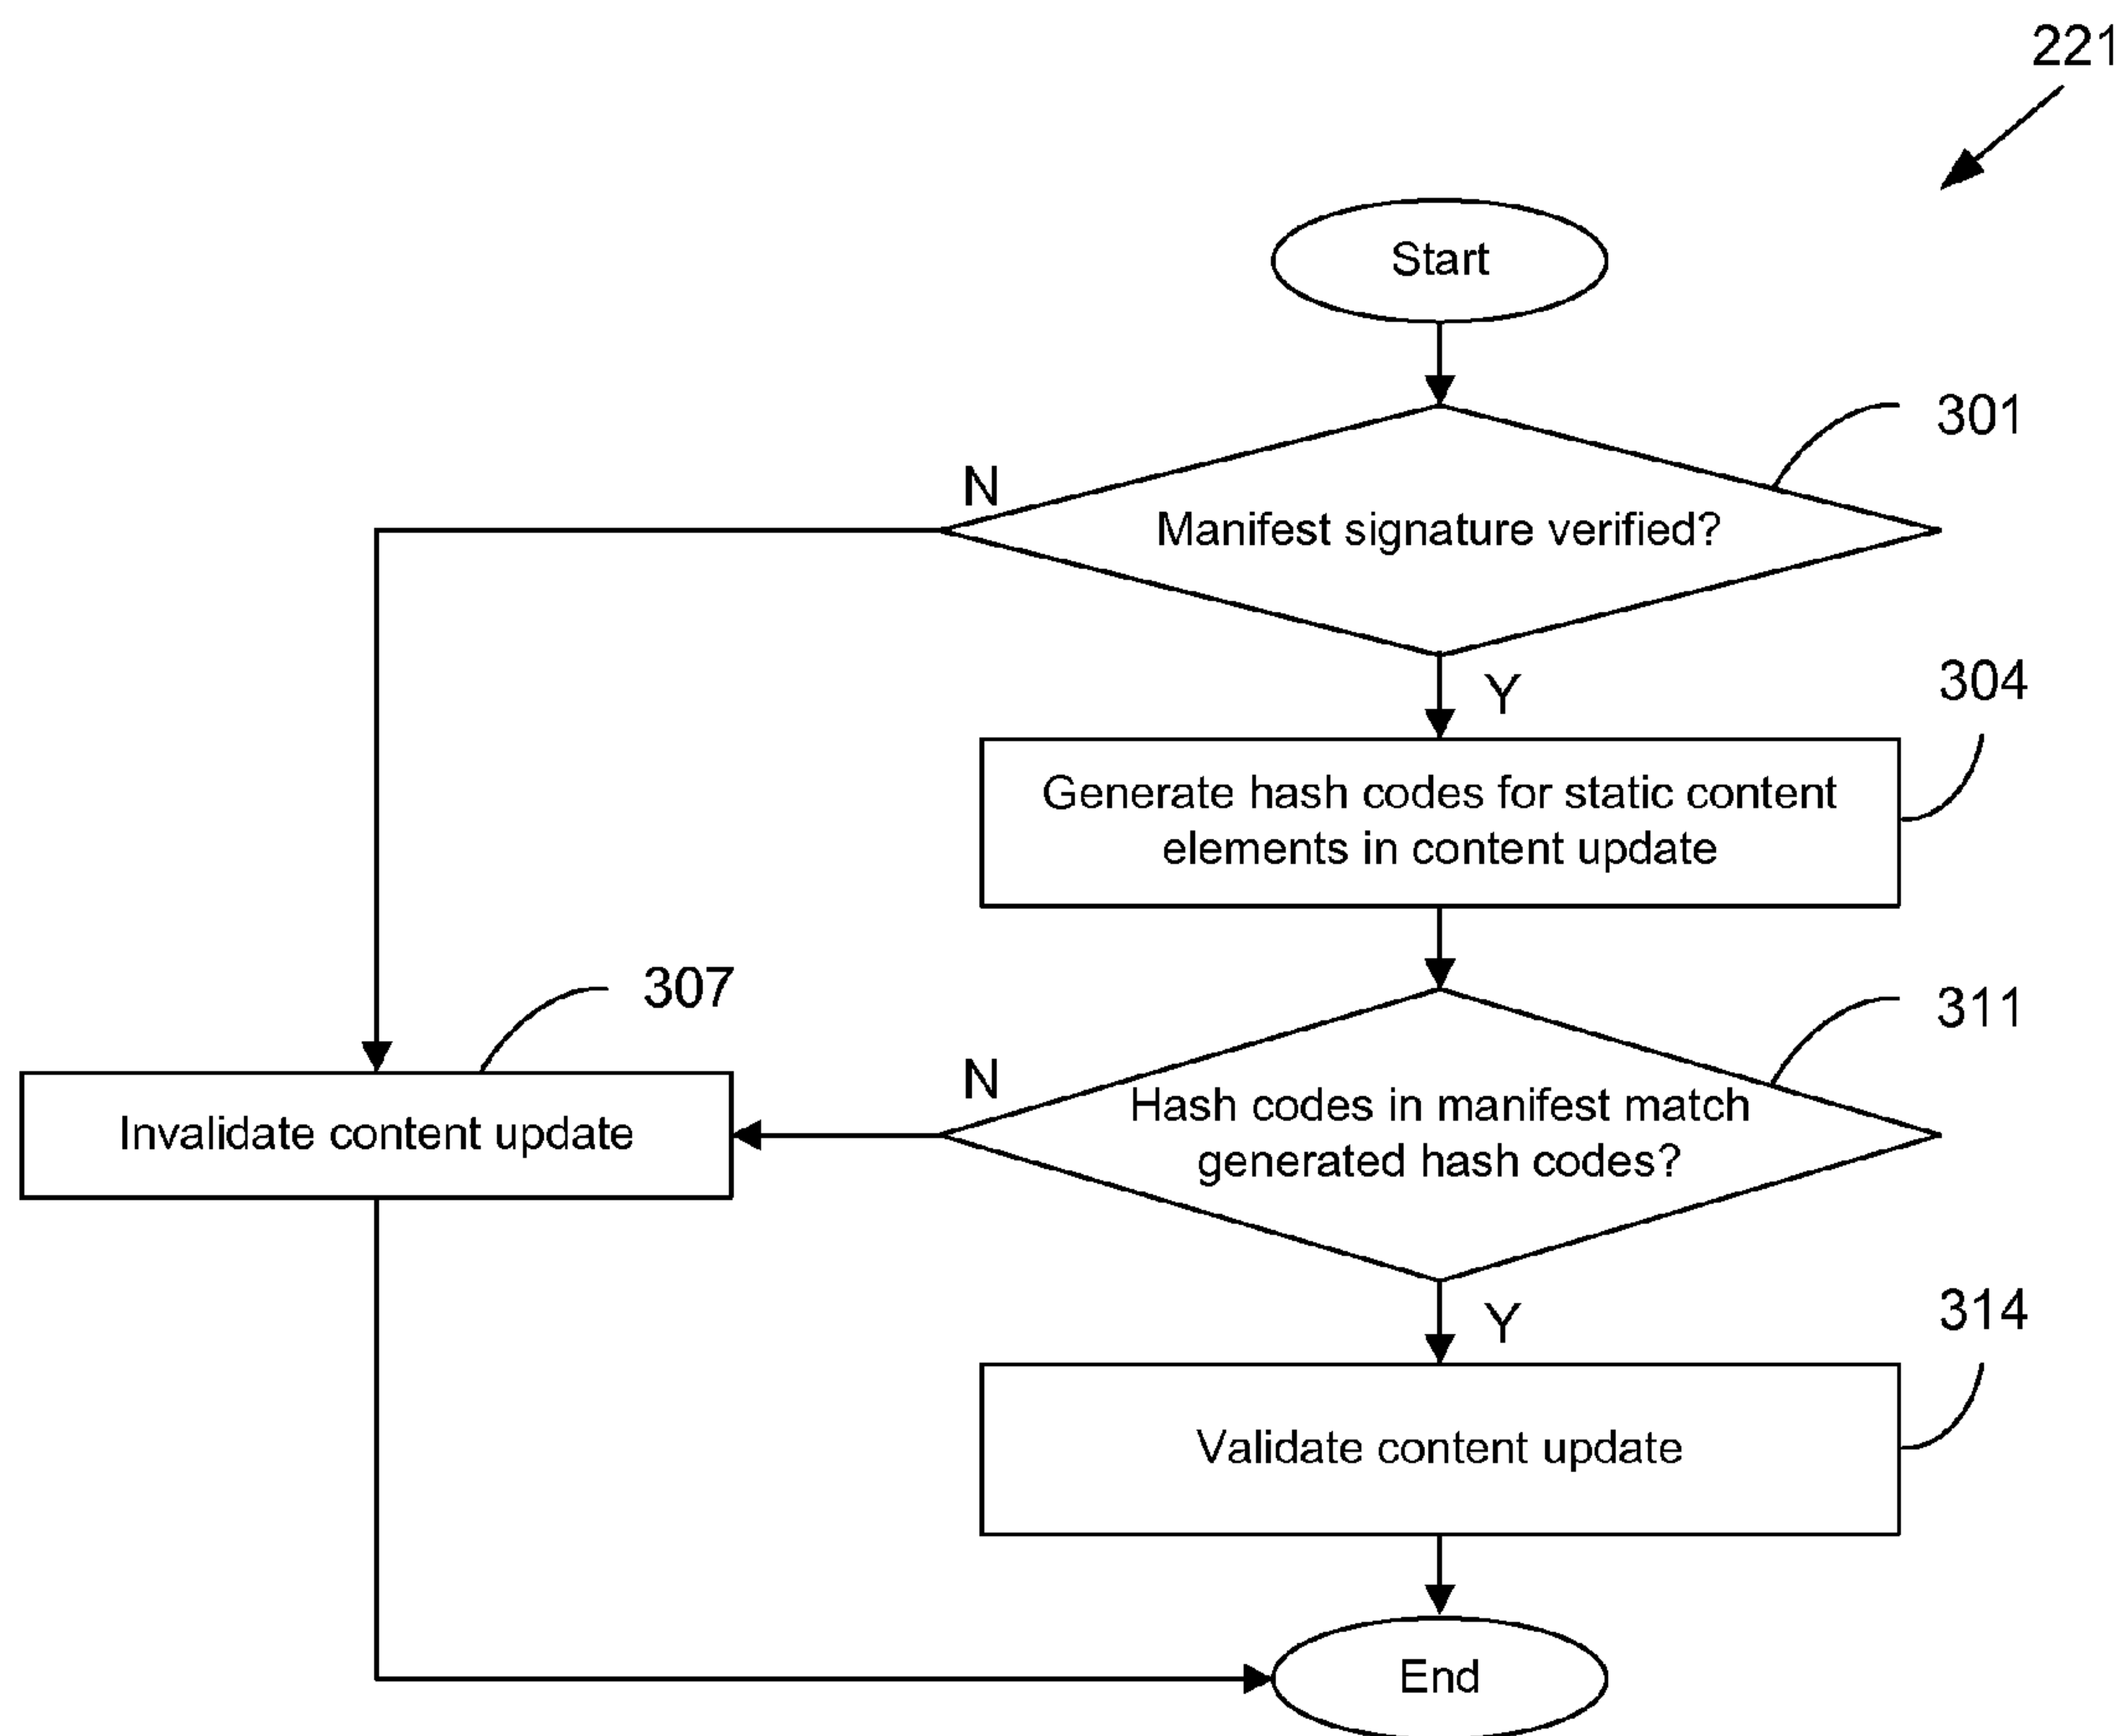 221
Start
301
N
Manifest signature verified?
Y
304
Generate hash codes for static content
elements in content update
307
311
N
Hash codes in manifest match
generated hash codes?
Invalidate content update
Y
314
Validate content update
End